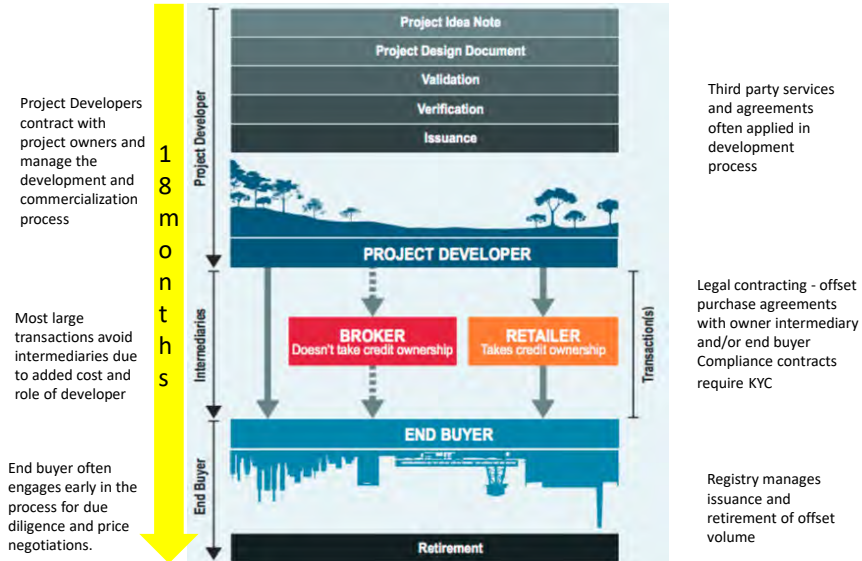 Project Idea Note
Project Design Document
Validation
Verification
Issuance
Project Developer
Project Developers
contract with
project owners and
manage the
development and
commercialization
process
18months
Third party services
and agreements
often applied in
development
process
PROJECT DEVELOPER
Most large
transactions avoid
intermediaries due
to added cost and
role of developer
Intermediaries
BROKER
Doesn't take credit ownership
RETAILER
Takes credit ownership
Transaction(s)
Legal contracting - offset
purchase agreements
with owner intermediary
and/or end buyer
Compliance contracts
require KYC
END BUYER
End buyer often
engages early in the
process for due
diligence and price
negotiations.
End Buyer
Registry manages
issuance and
retirement of offset
volume
Retirement